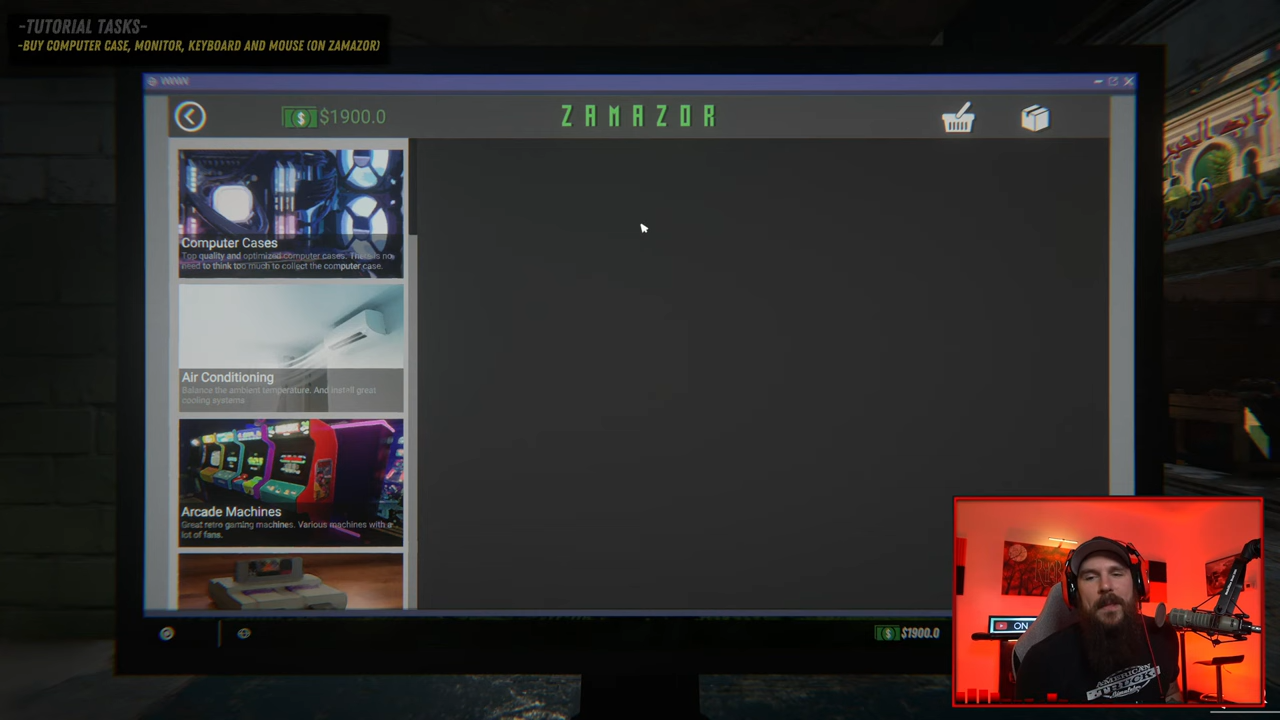 -TUTORIAL TASKS-
-BUY COMPUTER CASE, MONITOR, KEYBOARD AND MOUSE (ON ZAMAZOR)
WWW
$1900.0
ZAMAZOR
Computer Cases
Top quality and optimized computer cases. There is no
need to think too much to collect the computer case.
Air Conditioning
Balance the ambient temperature. And install great
cooling systems
Arcade Machines
Great retro gaming machines. Various machines with a
lot of fans.
$1900.0
ON
AMERICAN